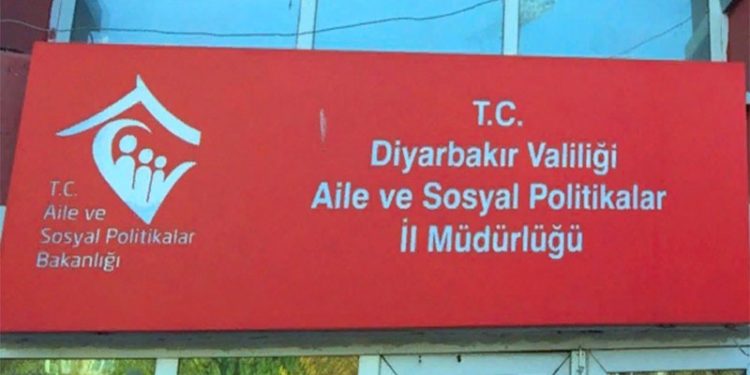 T.C.
Aile ve
Sosyal Politikalar
Bakanlığı
T.C.
Diyarbakır Valiliği
Aile ve Sosyal Politikalar
İl Müdürlüğü